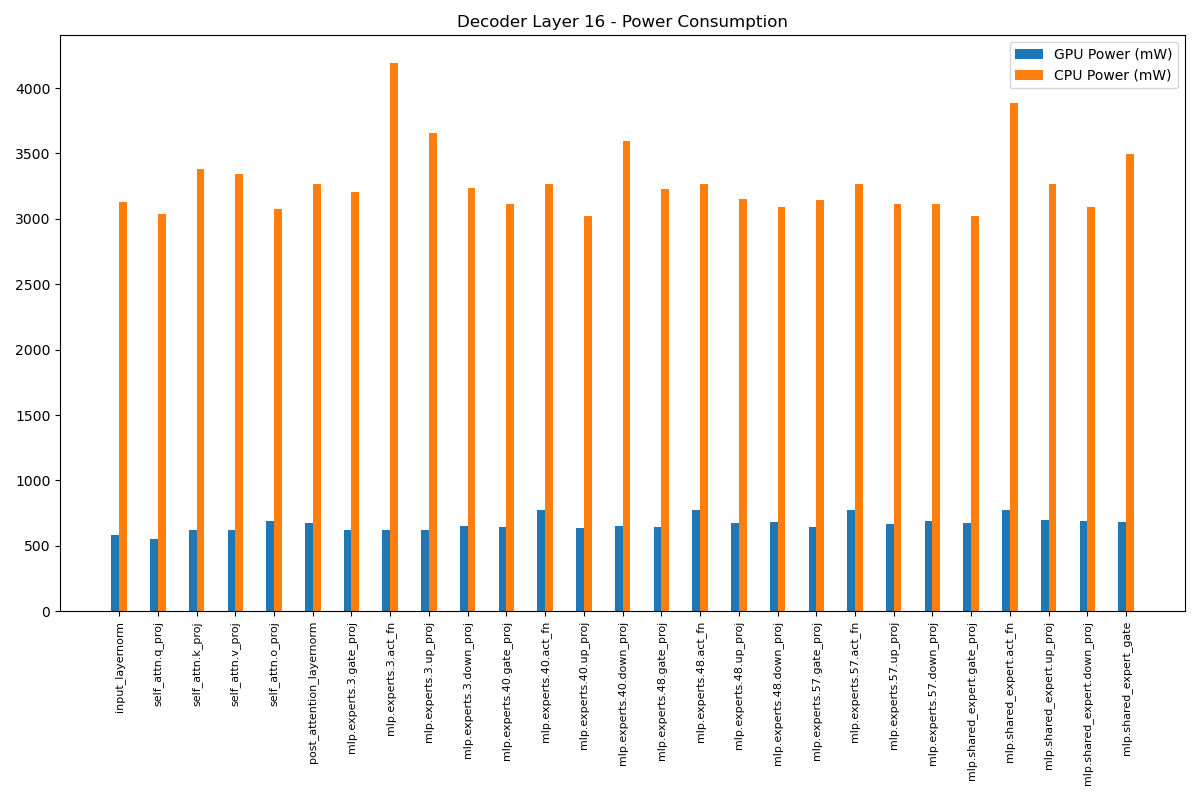 Decoder Layer 16 - Power Consumption
GPU Power (mW)
CPU Power (mW)
4000
3500
3000
2500
2000
1500
1000
500
0
input_layernorm
self_attn.q_proj
self_attn.k_proj
self_attn.v_proj
self_attn.o_proj
post_attention_layernorm
mlp.experts.3.gate_proj
mlp.experts.3.act_fn
mlp.experts.3.up_proj
mlp.experts.3.down_proj
mlp.experts.40.gate_proj
mlp.experts.40.act_fn
mlp.experts.40.up_proj
mlp.experts.40.down_proj
mlp.experts.48.gate_proj
mlp.experts.48.act_fn
mlp.experts.48.up_proj
mlp.experts.48.down_proj
mlp.experts.57.gate_proj
mlp.experts.57.act_fn
mlp.experts.57.up_proj
mlp.experts.57.down_proj
mlp.shared_expert.gate_proj
mlp.shared_expert.act_fn
mlp.shared_expert.up_proj
mlp.shared_expert.down_proj
mlp.shared_expert_gate